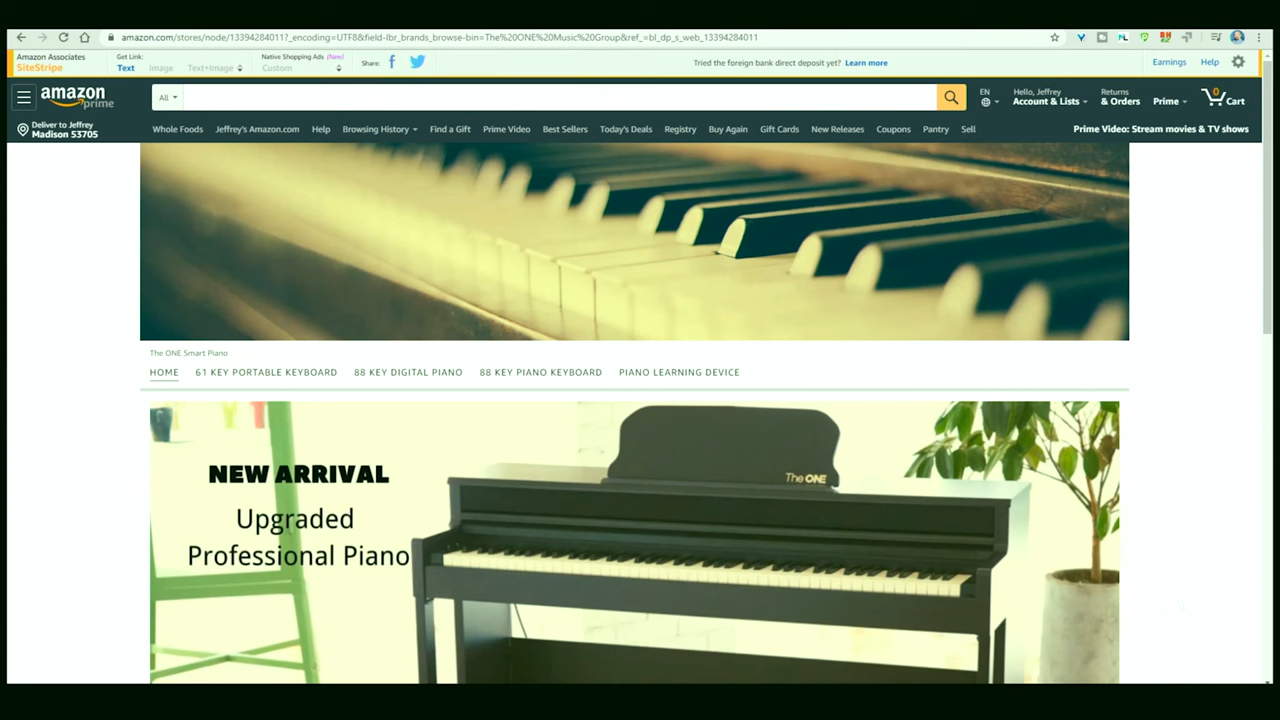 amazon.com/stores/node/13394284011?_encoding=UTF8&field-lbr_brands_browse-bin=The%20ONE%20Music%20Group&ref_=bl_dp_s_web_13394284011
Amazon Associates
SiteStripe
Get Link:
Text Image Text+Image
Native Shopping Ads (New)
Custom
Share:
Tried the foreign bank direct deposit yet? Learn more
Earnings Help
amazon prime
All
EN
Hello, Jeffrey
Account & Lists
Returns
& Orders
Prime
0
Cart
Deliver to Jeffrey
Madison 53705
Whole Foods Jeffrey's Amazon.com Help Browsing History Find a Gift Prime Video Best Sellers Today's Deals Registry Buy Again Gift Cards New Releases Coupons Pantry Sell
Prime Video: Stream movies & TV shows
The ONE Smart Piano
HOME 61 KEY PORTABLE KEYBOARD 88 KEY DIGITAL PIANO 88 KEY PIANO KEYBOARD PIANO LEARNING DEVICE
NEW ARRIVAL
Upgraded
Professional Piano
The ONE